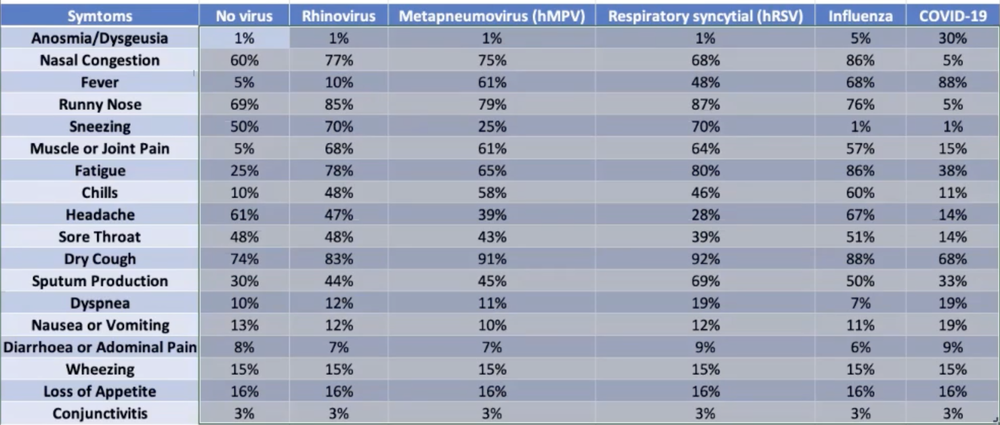 Symtoms No virus Rhinovirus Metapneumovirus (hMPV) Respiratory syncytial (hRSV) Influenza COVID-19
Anosmia/Dysgeusia 1% 1% 1% 1% 5% 30%
Nasal Congestion 60% 77% 75% 68% 86% 5%
Fever 5% 10% 61% 48% 68% 88%
Runny Nose 69% 85% 79% 87% 76% 5%
Sneezing 50% 70% 25% 70% 1% 1%
Muscle or Joint Pain 5% 68% 61% 64% 57% 15%
Fatigue 25% 78% 65% 80% 86% 38%
Chills 10% 48% 58% 46% 60% 11%
Headache 61% 47% 39% 28% 67% 14%
Sore Throat 48% 48% 43% 39% 51% 14%
Dry Cough 74% 83% 91% 92% 88% 68%
Sputum Production 30% 44% 45% 69% 50% 33%
Dyspnea 10% 12% 11% 19% 7% 19%
Nausea or Vomiting 13% 12% 10% 12% 11% 19%
Diarrhoea or Adominal Pain 8% 7% 7% 9% 6% 9%
Wheezing 15% 15% 15% 15% 15% 15%
Loss of Appetite 16% 16% 16% 16% 16% 16%
Conjunctivitis 3% 3% 3% 3% 3% 3%